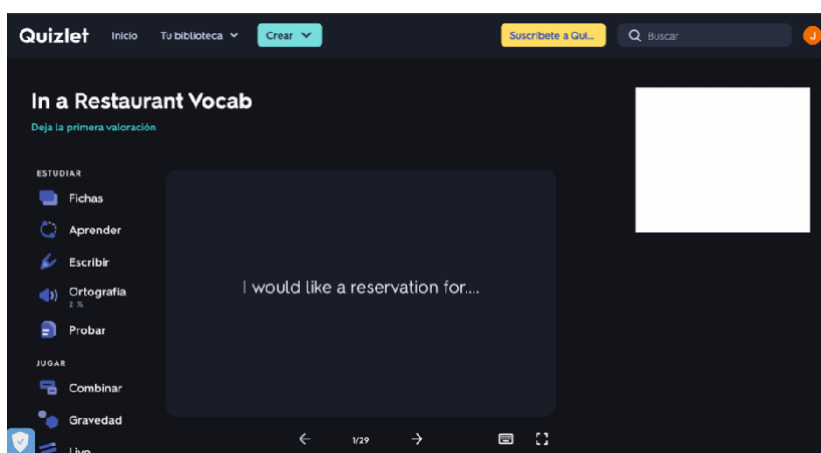 Quizlet Inicio Tu biblioteca Crear Suscríbete a Qui... Buscar J
In a Restaurant Vocab
Deja la primera valoración
ESTUDIAR
Fichas
Aprender
Escribir
Ortografía
2 %
Probar
JUGAR
Combinar
Gravedad
Live
I would like a reservation for....
1/29